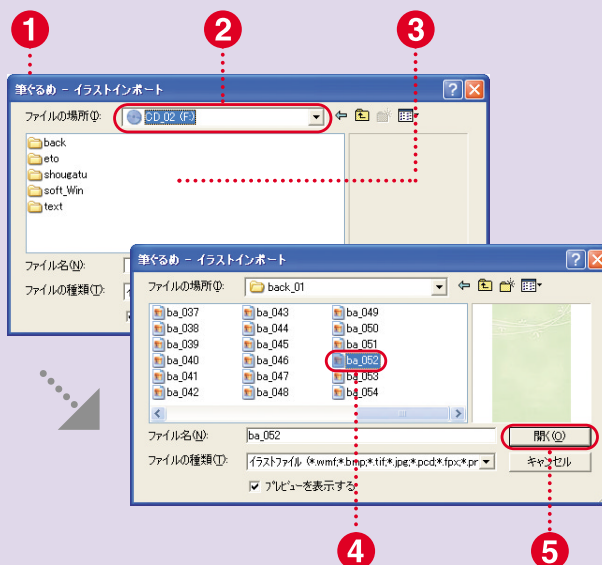 1
2
3
筆ぐるめ - イラストインポート
ファイルの場所(I):
CD_02 (F:)
back
eto
shougatu
soft_Win
text
ファイル名(N):
ファイルの種類(T):
筆ぐるめ - イラストインポート
ファイルの場所(I):
back_01
ba_037 ba_043 ba_049
ba_038 ba_044 ba_050
ba_039 ba_045 ba_051
ba_040 ba_046 ba_052
ba_041 ba_047 ba_053
ba_042 ba_048 ba_054
ファイル名(N): ba_052 開く(O)
ファイルの種類(T): イラストファイル (*.wmf;*.bmp;*.tif;*.jpg;*.pcd;*.fpx;*.pr キャンセル
プレビューを表示する
4
5